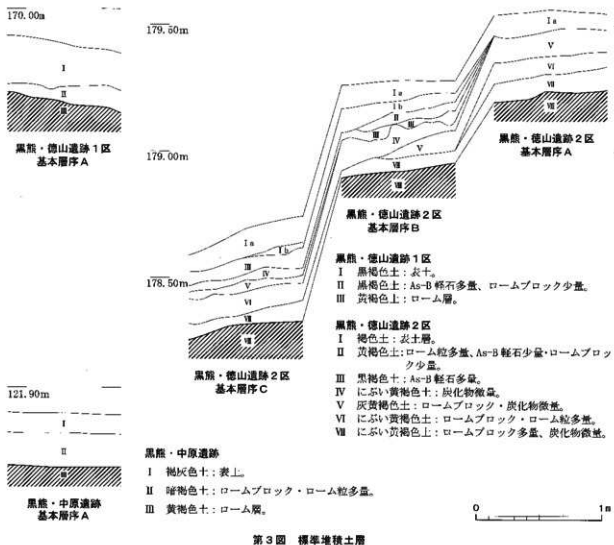 170.00m
I
II
III
黒熊・徳山遺跡1区
基本層序A
179.50m
179.00m
178.50m
Ia
V
VI
VII
VIII
黒熊・徳山遺跡2区
基本層序A
Ia
Ib
II
III
III
IV
V
VII
VIII
黒熊・徳山遺跡2区
基本層序B
Ia
Ib
III
IV
V
VI
VII
VIII
黒熊・徳山遺跡2区
基本層序C
黒熊・徳山遺跡1区
I 黒褐色土：表土。
II 黒褐色土：As-B軽石多量、ロームブロック少量。
III 黄褐色土：ローム層。
黒熊・徳山遺跡2区
I 褐色土：表土層。
II 黄褐色土：ローム粒多量、As-B軽石少量・ロームブロッ
ク少量。
III 黒褐色土：As-B軽石多量。
IV にぶい黄褐色土：炭化物微量。
V 灰黄褐色土：ロームブロック・炭化物微量。
VI にぶい黄褐色土：ロームブロック・ローム粒多量。
VII にぶい黄褐色土：ロームブロック多量、炭化物微量。
121.90m
I
II
III
黒熊・中原遺跡
基本層序A
黒熊・中原遺跡
I 褐灰色土：表土。
II 暗褐色土：ロームブロック・ローム粒多量。
III 黄褐色土：ローム層。
0 1m
第3図 標準堆積土層